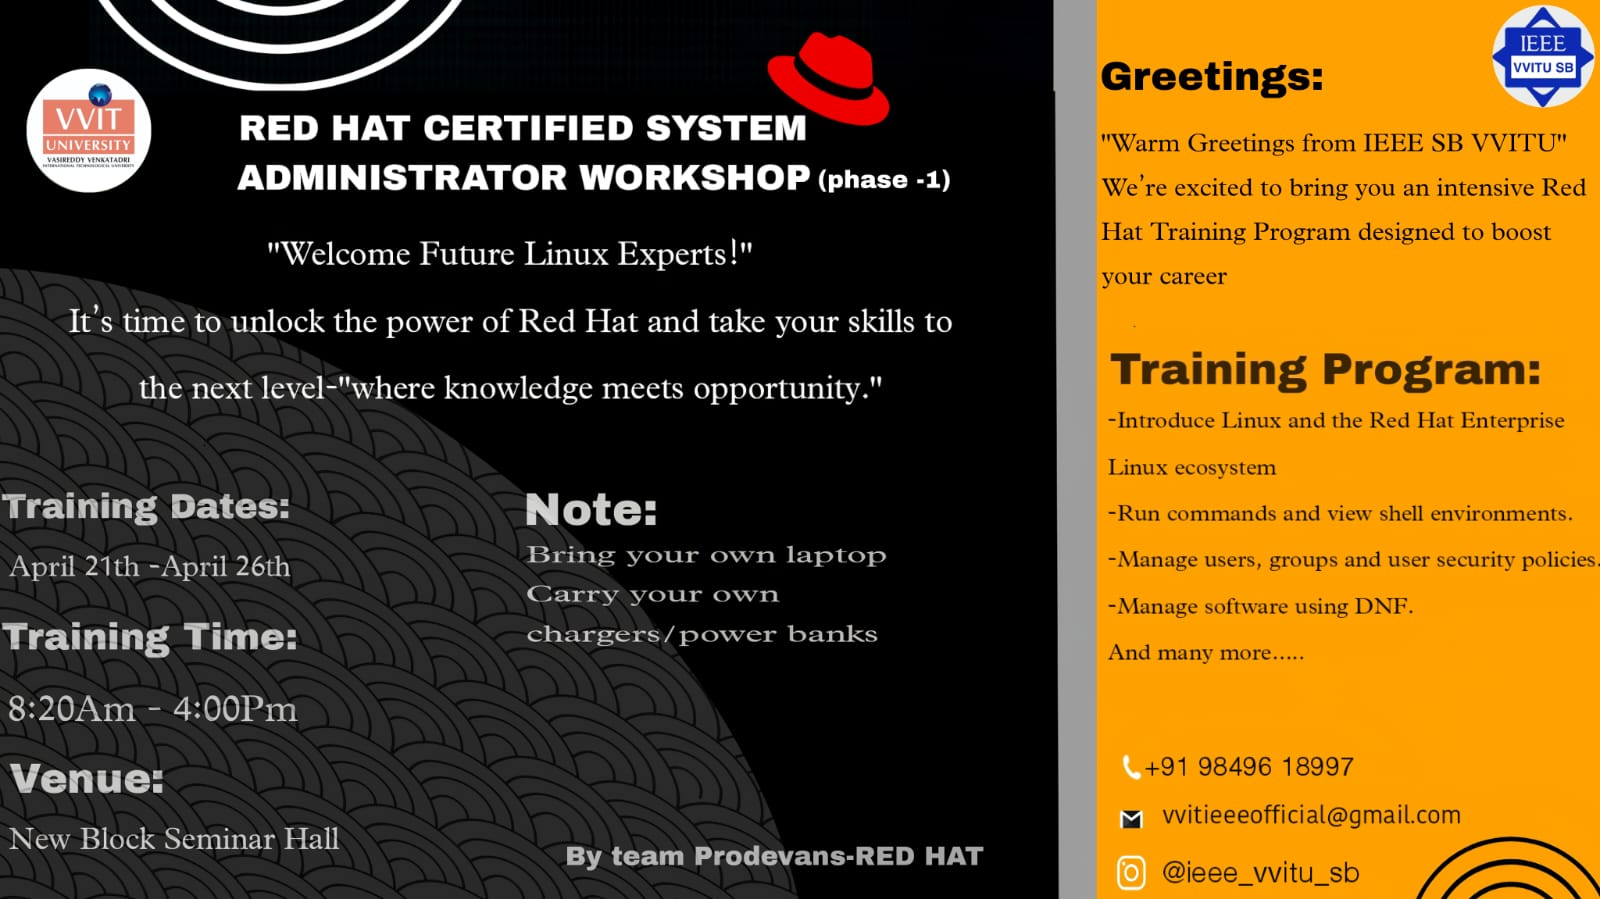 VVIT
UNIVERSITY
VASIREDDY VENKATADRI
INTERNATIONAL TECHNOLOGICAL UNIVERSITY
RED HAT CERTIFIED SYSTEM
ADMINISTRATOR WORKSHOP (phase -1)
"Welcome Future Linux Experts!"
It's time to unlock the power of Red Hat and take your skills to
the next level-"where knowledge meets opportunity."
Training Dates:
April 21th -April 26th
Training Time:
8:20Am - 4:00Pm
Venue:
New Block Seminar Hall
Note:
Bring your own laptop
Carry your own
chargers/power banks
By team Prodevans-RED HAT
IEEE
VVITU SB
Greetings:
"Warm Greetings from IEEE SB VVITU"
We're excited to bring you an intensive Red
Hat Training Program designed to boost
your career
Training Program:
-Introduce Linux and the Red Hat Enterprise
Linux ecosystem
-Run commands and view shell environments.
-Manage users, groups and user security policies.
-Manage software using DNF.
And many more.....
+91 98496 18997
vvitieeeofficial@gmail.com
@ieee_vvitu_sb